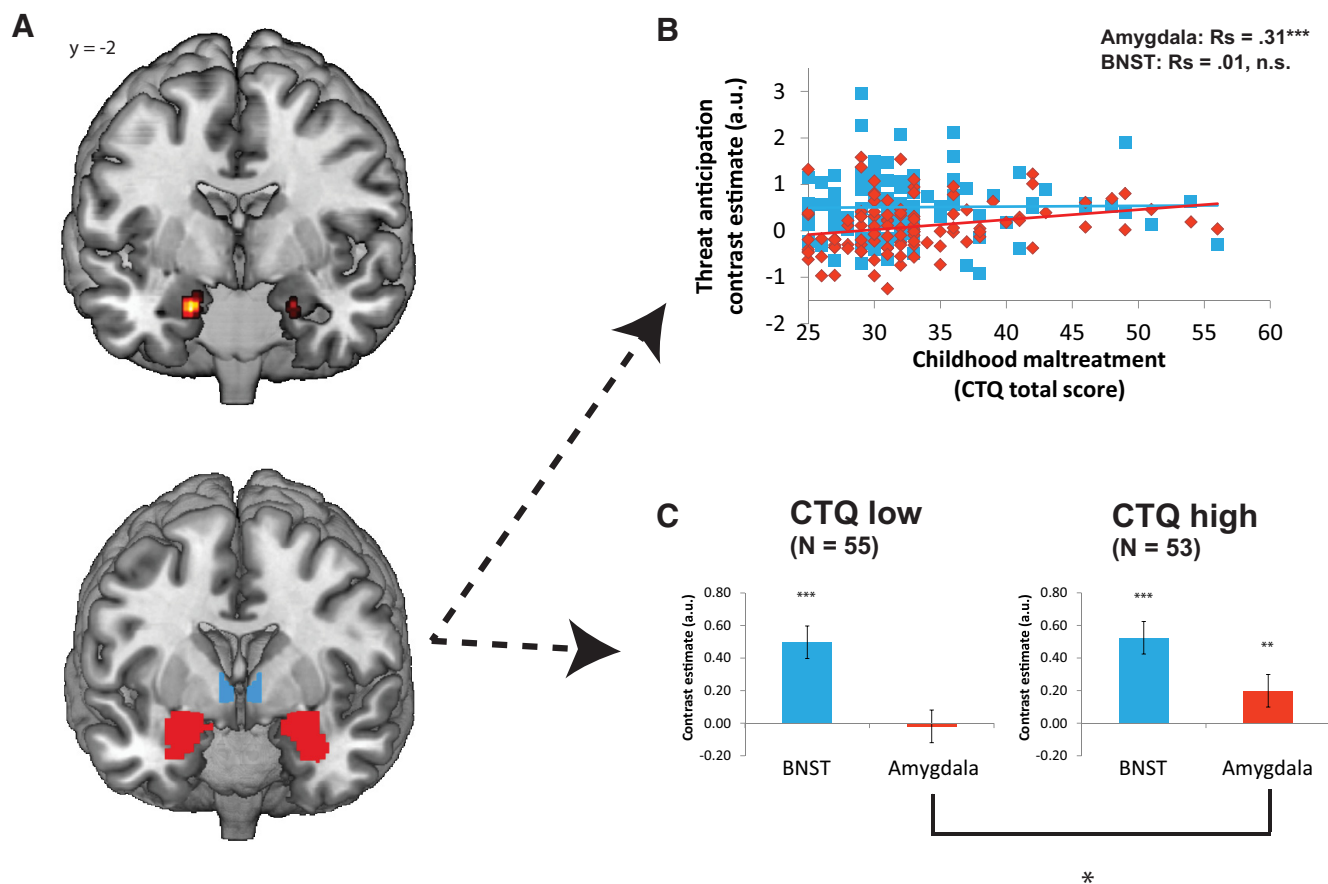 A
y = -2
B
Amygdala: Rs = .31***
BNST: Rs = .01, n.s.
Threat anticipation
contrast estimate (a.u.)
3
2
1
0
-1
-2
25 30 35 40 45 50 55 60
Childhood maltreatment
(CTQ total score)
C
CTQ low
(N = 55)
Contrast estimate (a.u.)
0.80
0.60
0.40
0.20
0.00
-0.20
***
BNST Amygdala
CTQ high
(N = 53)
Contrast estimate (a.u.)
0.80
0.60
0.40
0.20
0.00
-0.20
***
**
BNST Amygdala
*